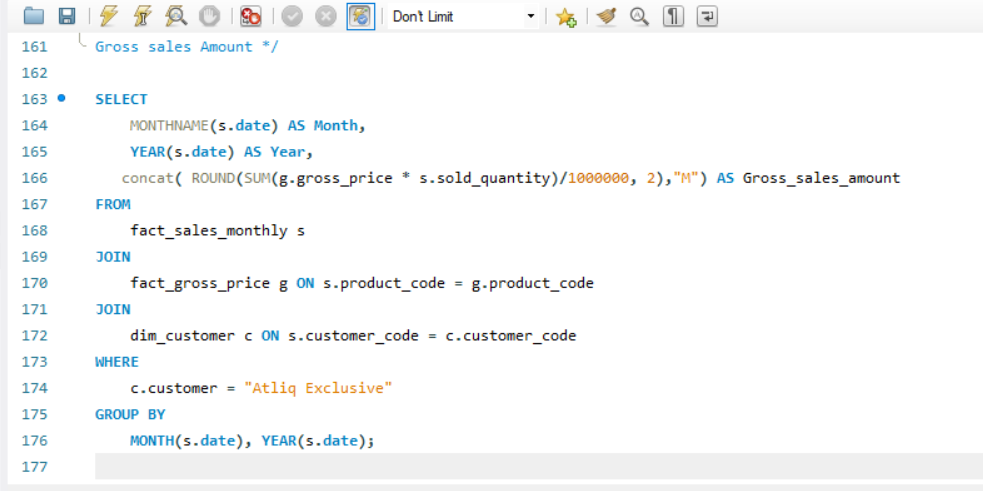 Don't Limit
161 Gross sales Amount */
162
163 SELECT
164 MONTHNAME(s.date) AS Month,
165 YEAR(s.date) AS Year,
166 concat( ROUND(SUM(g.gross_price * s.sold_quantity)/1000000, 2),"M") AS Gross_sales_amount
167 FROM
168 fact_sales_monthly s
169 JOIN
170 fact_gross_price g ON s.product_code = g.product_code
171 JOIN
172 dim_customer c ON s.customer_code = c.customer_code
173 WHERE
174 c.customer = "Atliq Exclusive"
175 GROUP BY
176 MONTH(s.date), YEAR(s.date);
177